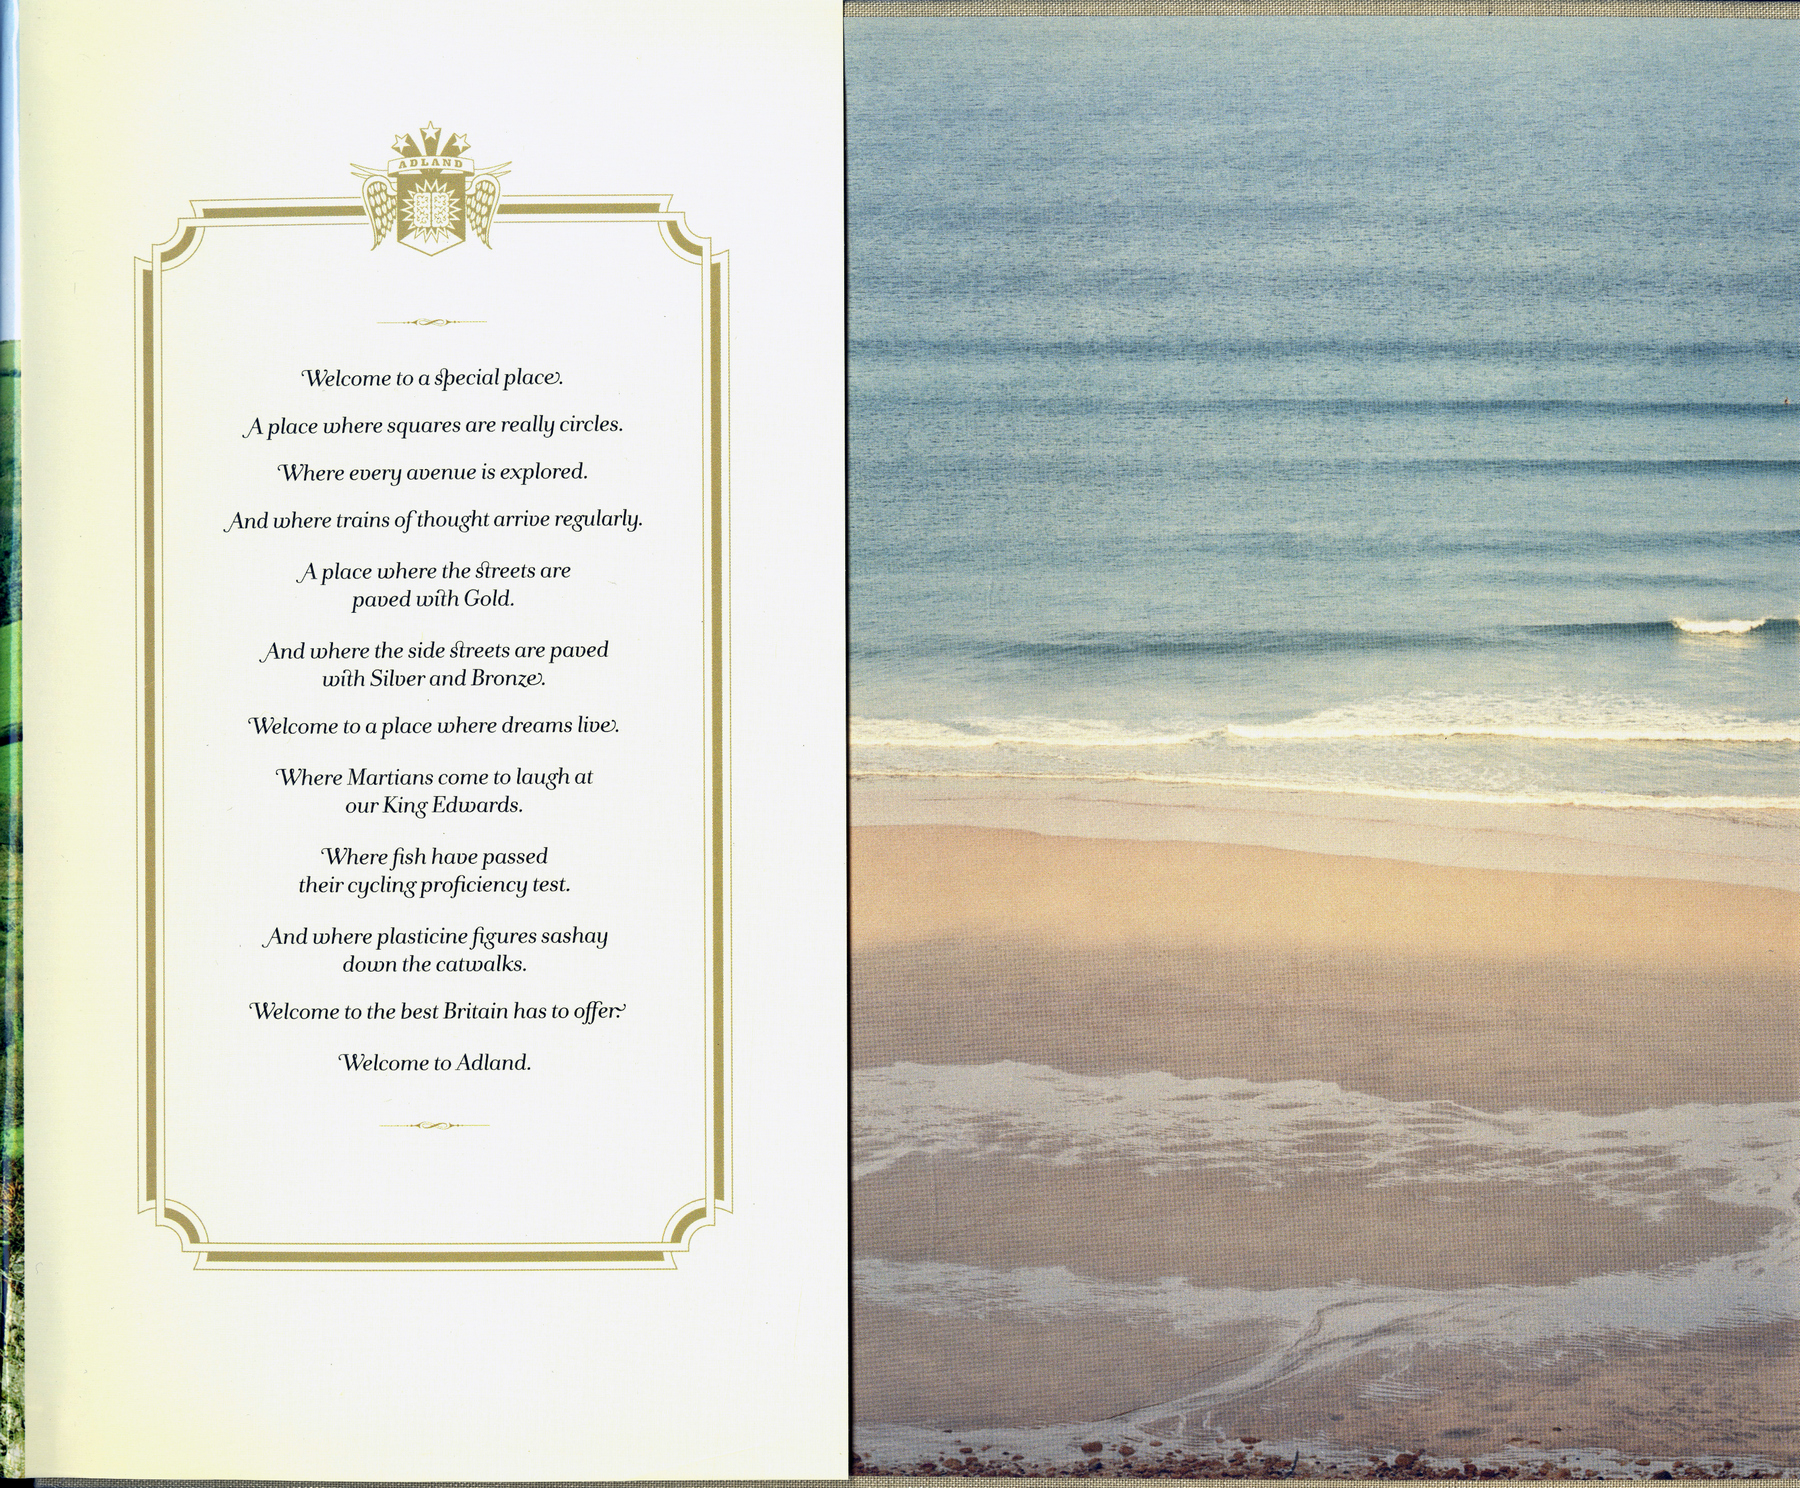 ADLAND
Welcome to a special place.
A place where squares are really circles.
Where every avenue is explored.
And where trains of thought arrive regularly.
A place where the streets are
paved with Gold.
And where the side streets are paved
with Silver and Bronze.
Welcome to a place where dreams live.
Where Martians come to laugh at
our King Edwards.
Where fish have passed
their cycling proficiency test.
And where plasticine figures sashay
down the catwalks.
Welcome to the best Britain has to offer.
Welcome to Adland.